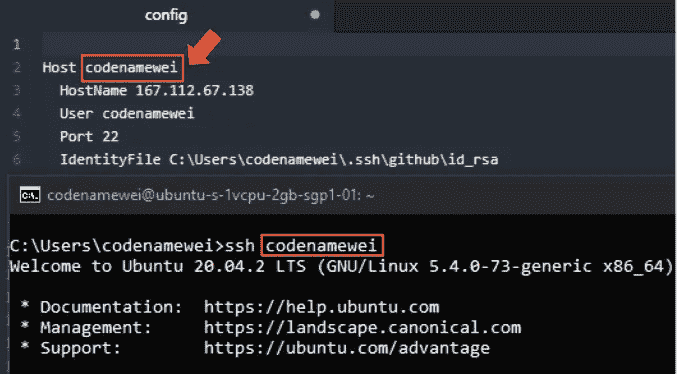 config
1
2 Host codenamewei
3 HostName 167.112.67.138
4 User codenamewei
5 Port 22
6 IdentityFile C:\Users\codenamewei\.ssh\github\id_rsa
C:\. codenamewei@ubuntu-s-1vcpu-2gb-sgp1-01: ~
C:\Users\codenamewei>ssh codenamewei
Welcome to Ubuntu 20.04.2 LTS (GNU/Linux 5.4.0-73-generic x86_64)
* Documentation: https://help.ubuntu.com
* Management: https://landscape.canonical.com
* Support: https://ubuntu.com/advantage